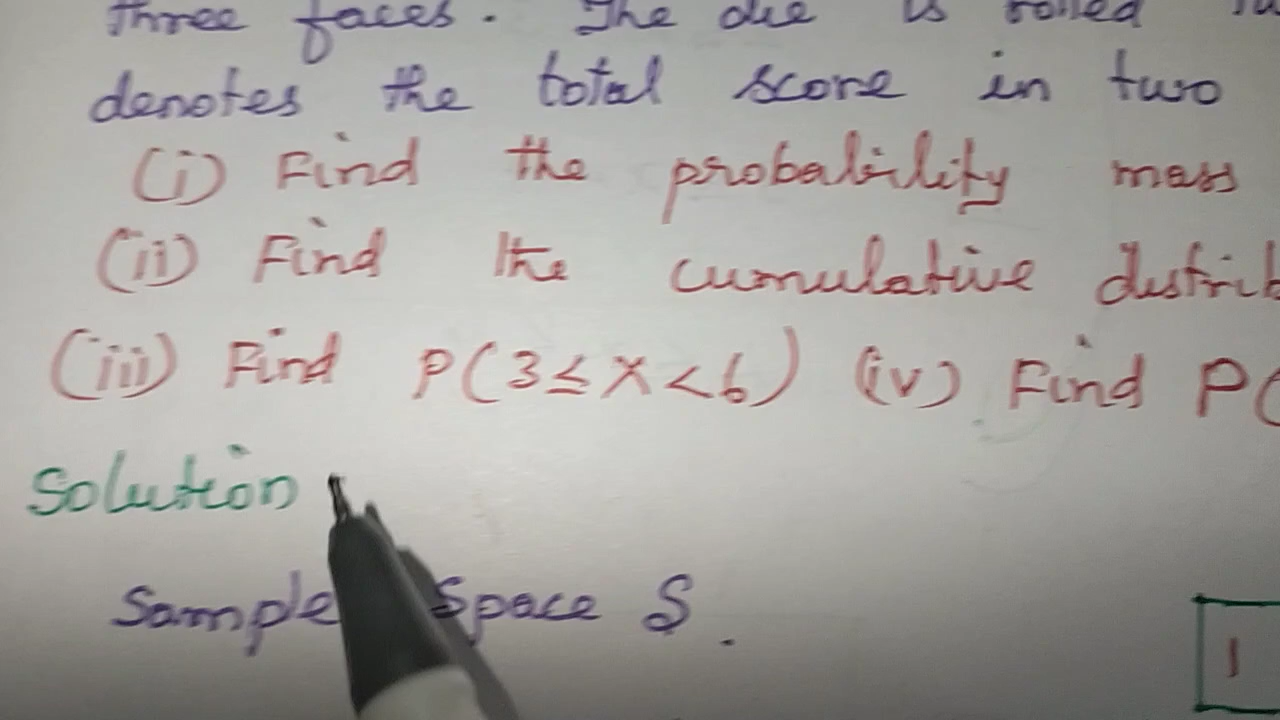 three faces. The die is rolled
denotes the total score in two
(i) Find the probability mass
(ii) Find the cumulative distrib
(iii) Find P(3≤X<6) (iv) Find P(
Solution
Sample Space S.
1